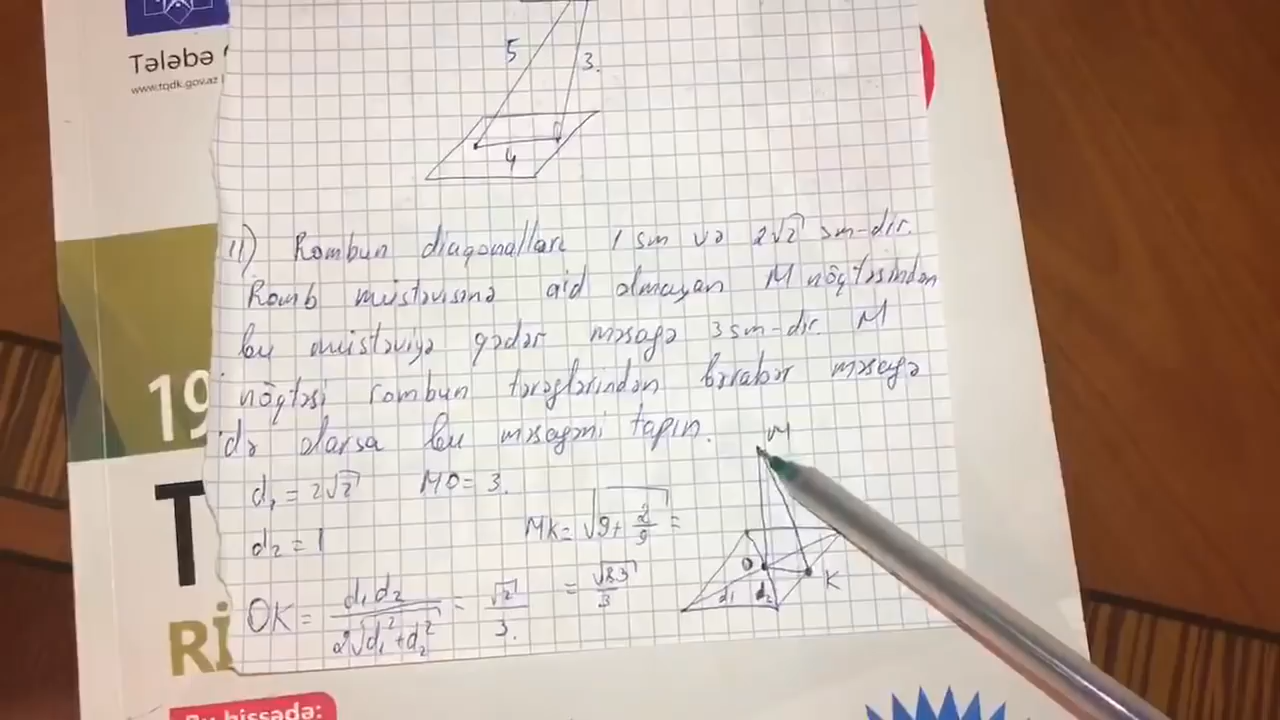 Tələbə
www.tqdk.gov.az
5
3.
4
11) Rombun diaqonalları 1 sm və 2√2 sm-dir.
Romb müstəvisinə aid olmayan M nöqtəsindən
bu müstəviyə qədər məsafə 3 sm-dir. M
nöqtəsi rombun tərəflərindən bərabər məsafə
də olarsa bu məsafəni tapın.
M
d₁ = 2√2 MO = 3.
d₂ = 1
MK = √(9 + 2/9) =
= √83/3
OK = d₁d₂/(2√(d₁² + d₂²)) = √2/3.
O
K
d₁ d₂
19
T
Rİ
Bu hissədə: